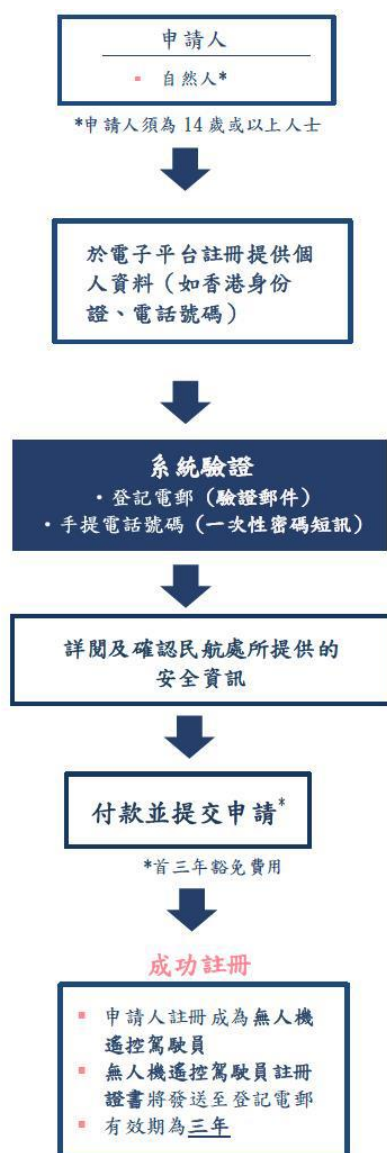 申請人
▪ 自然人*
*申請人須為 14 歲或以上人士
於電子平台註冊提供個
人資料（如香港身份
證、電話號碼）
系統驗證
• 登記電郵（驗證郵件）
• 手提電話號碼（一次性密碼短訊）
詳閱及確認民航處所提供的
安全資訊
付款並提交申請*
*首三年豁免費用
成功註冊
▪ 申請人註冊成為無人機
遙控駕駛員
▪ 無人機遙控駕駛員註冊
證書將發送至登記電郵
▪ 有效期為三年